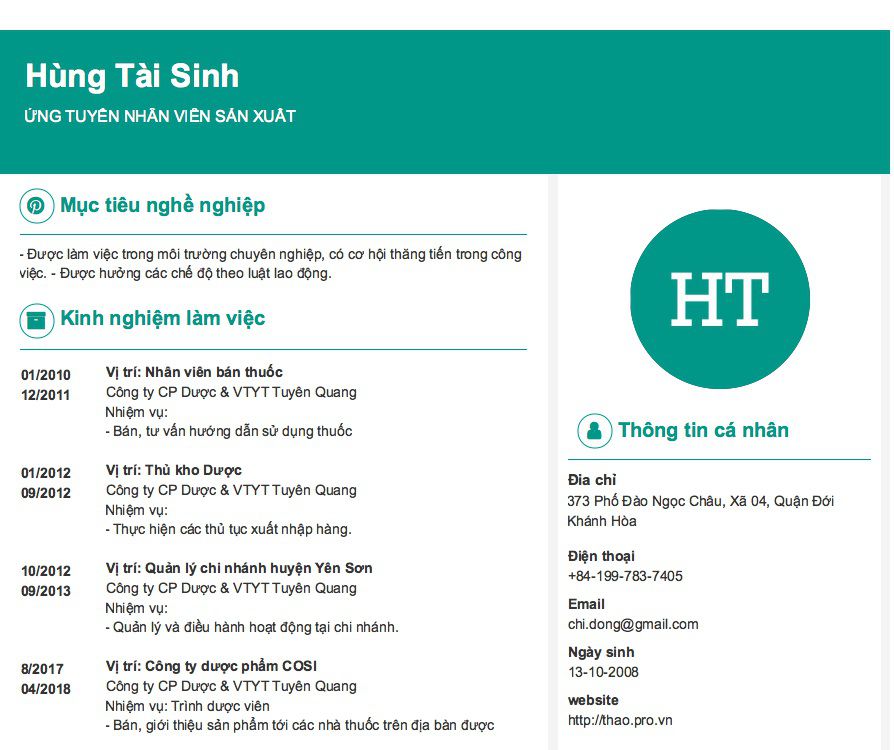 Hùng Tài Sinh
ỨNG TUYỂN NHÂN VIÊN SẢN XUẤT
Mục tiêu nghề nghiệp
- Được làm việc trong môi trường chuyên nghiệp, có cơ hội thăng tiến trong công
việc. - Được hưởng các chế độ theo luật lao động.
Kinh nghiệm làm việc
01/2010
12/2011
Vị trí: Nhân viên bán thuốc
Công ty CP Dược & VTYT Tuyên Quang
Nhiệm vụ:
- Bán, tư vấn hướng dẫn sử dụng thuốc
01/2012
09/2012
Vị trí: Thủ kho Dược
Công ty CP Dược & VTYT Tuyên Quang
Nhiệm vụ:
- Thực hiện các thủ tục xuất nhập hàng.
10/2012
09/2013
Vị trí: Quản lý chi nhánh huyện Yên Sơn
Công ty CP Dược & VTYT Tuyên Quang
Nhiệm vụ:
- Quản lý và điều hành hoạt động tại chi nhánh.
8/2017
04/2018
Vị trí: Công ty dược phẩm COSI
Công ty CP Dược & VTYT Tuyên Quang
Nhiệm vụ: Trình dược viên
- Bán, giới thiệu sản phẩm tới các nhà thuốc trên địa bàn được
HT
Thông tin cá nhân
Đia chỉ
373 Phố Đào Ngọc Châu, Xã 04, Quận Đới
Khánh Hòa
Điện thoại
+84-199-783-7405
Email
chi.dong@gmail.com
Ngày sinh
13-10-2008
website
http://thao.pro.vn